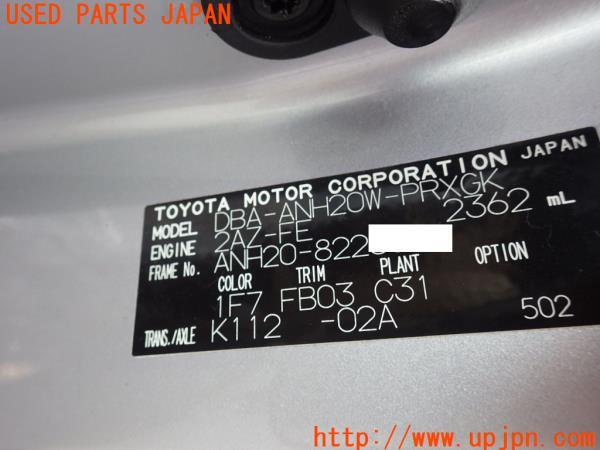 USED PARTS JAPAN
TOYOTA MOTOR CORPORATION JAPAN
MODEL DBA-ANH20W-PRXGK
ENGINE 2AZ-FE 2362 mL
FRAME No. ANH20-822
COLOR TRIM PLANT OPTION
1F7 FB03 C31
TRANS./AXLE K112 -02A 502
http://www.upjpn.com/